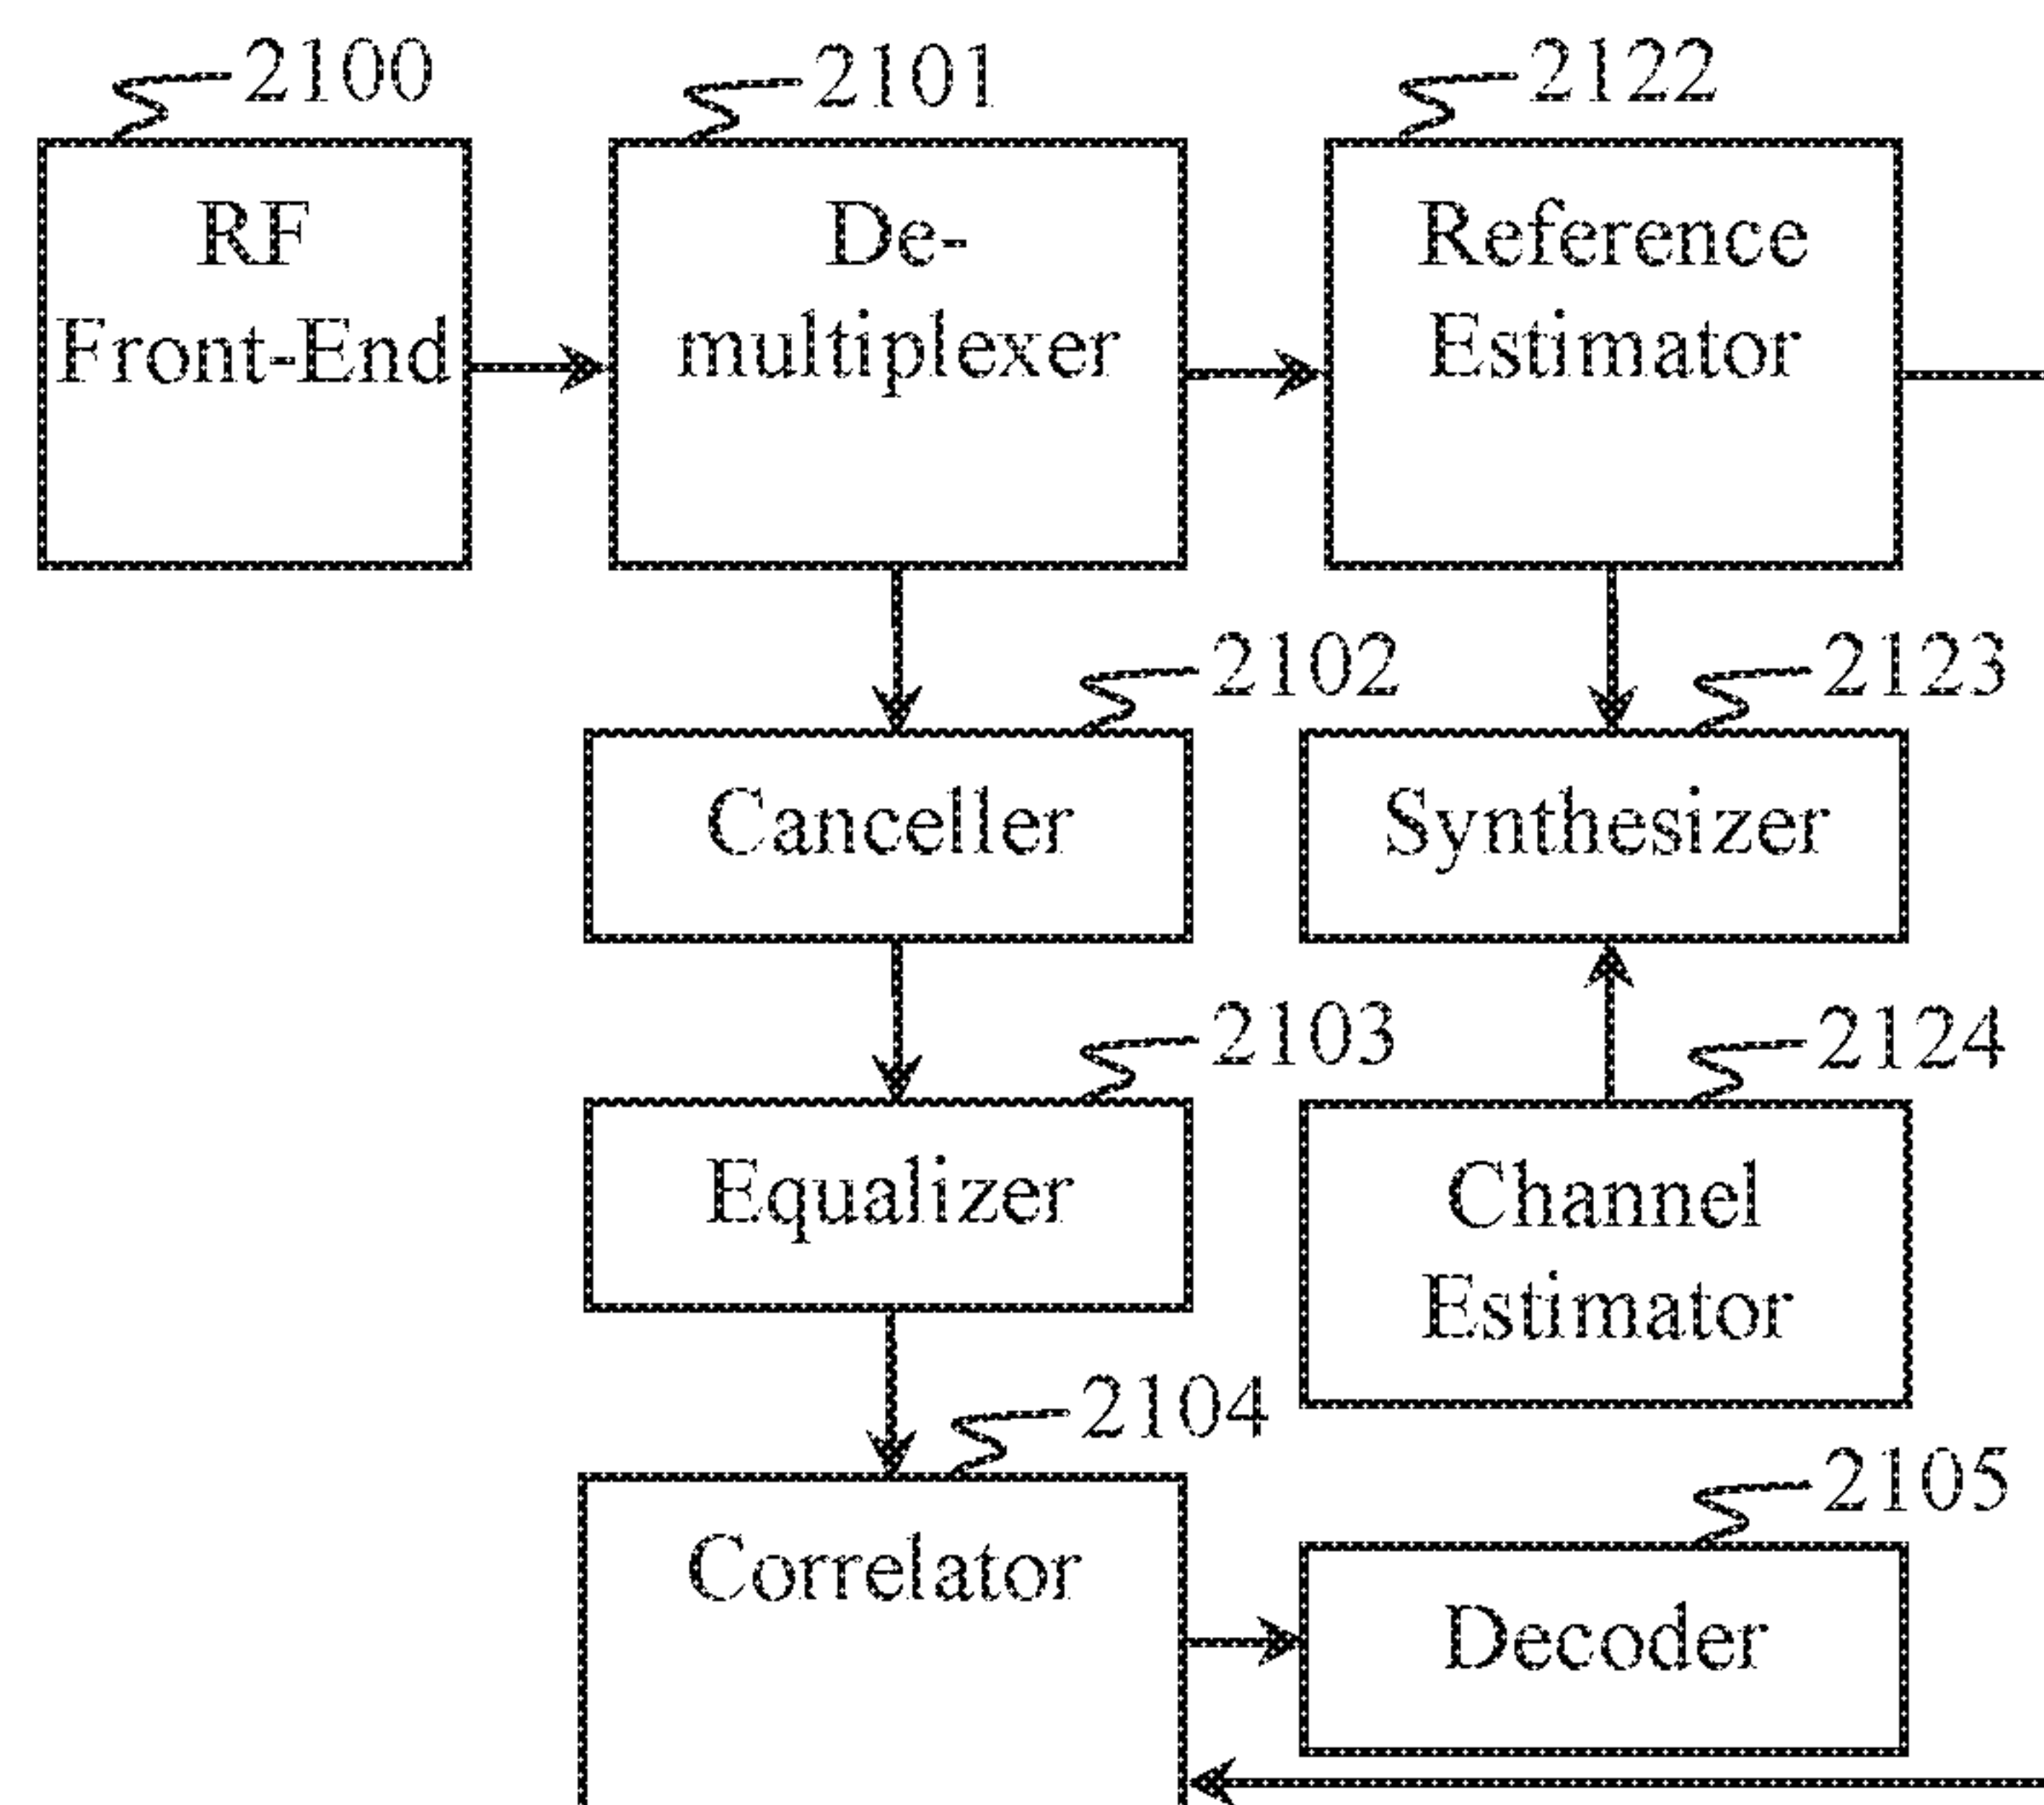 2100
2101
2122
RF
Front-End
De-
multiplexer
Reference
Estimator
2102
2123
Canceller
Synthesizer
2103
2124
Equalizer
Channel
Estimator
2104
2105
Correlator
Decoder